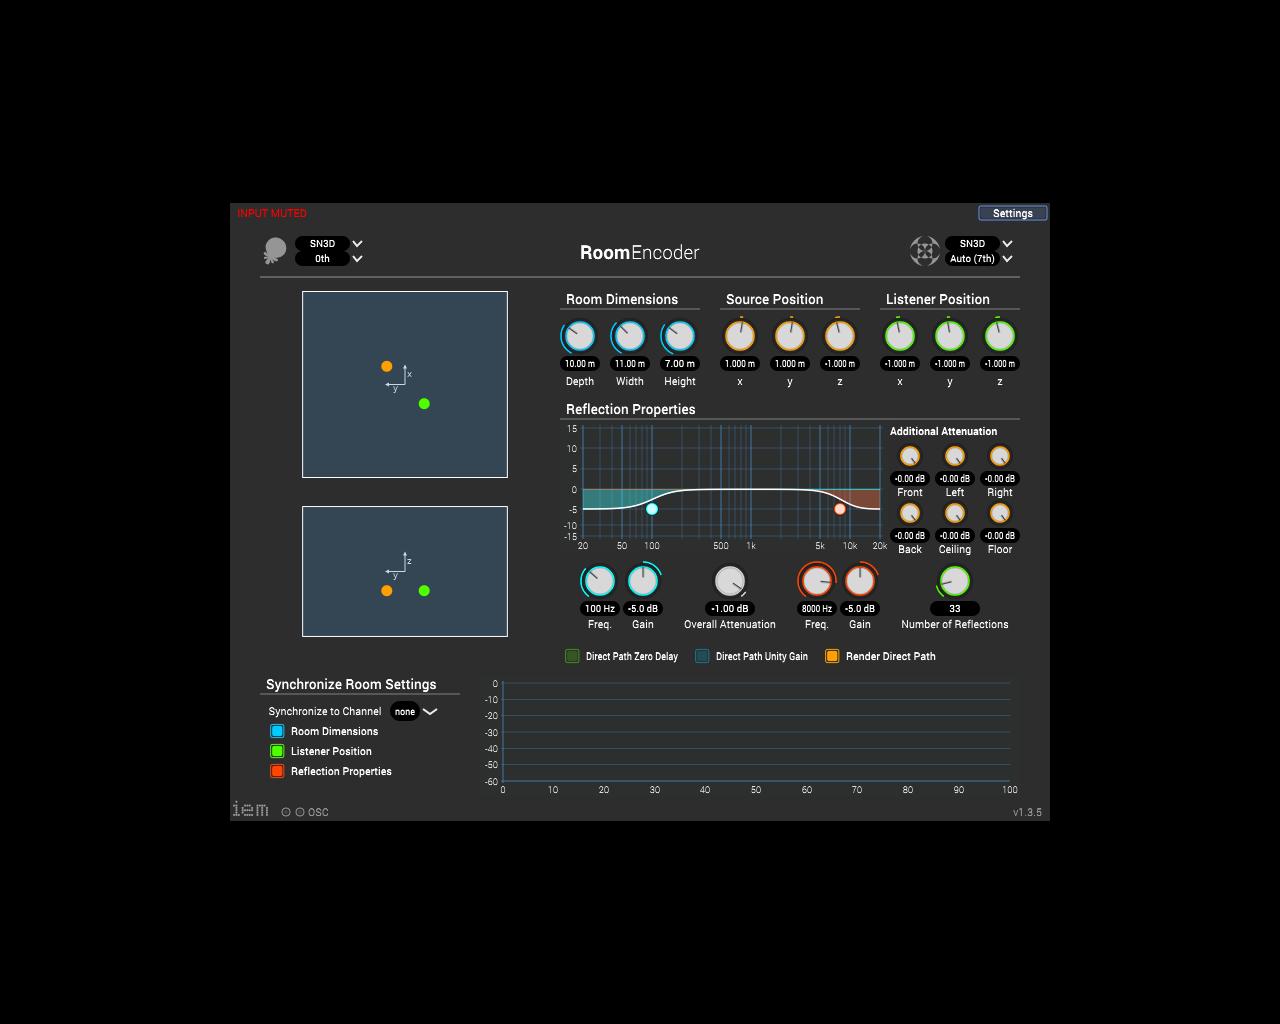 INPUT MUTED
Settings
SN3D
0th
RoomEncoder
SN3D
Auto (7th)
Room Dimensions
Source Position
Listener Position
10.00 m 11.00 m 7.00 m
1.000 m 1.000 m -1.000 m
-1.000 m -1.000 m -1.000 m
Depth Width Height
x y z
x y z
x
y
z
y
Reflection Properties
15
10
5
0
-5
-10
-15
20 50 100 500 1k 5k 10k 20k
Additional Attenuation
-0.00 dB -0.00 dB -0.00 dB
Front Left Right
-0.00 dB -0.00 dB -0.00 dB
Back Ceiling Floor
100 Hz -5.0 dB -1.00 dB 8000 Hz -5.0 dB 33
Freq. Gain Overall Attenuation Freq. Gain Number of Reflections
Direct Path Zero Delay Direct Path Unity Gain Render Direct Path
Synchronize Room Settings
Synchronize to Channel none
Room Dimensions
Listener Position
Reflection Properties
0
-10
-20
-30
-40
-50
-60
0 10 20 30 40 50 60 70 80 90 100
iem OSC
v1.3.5